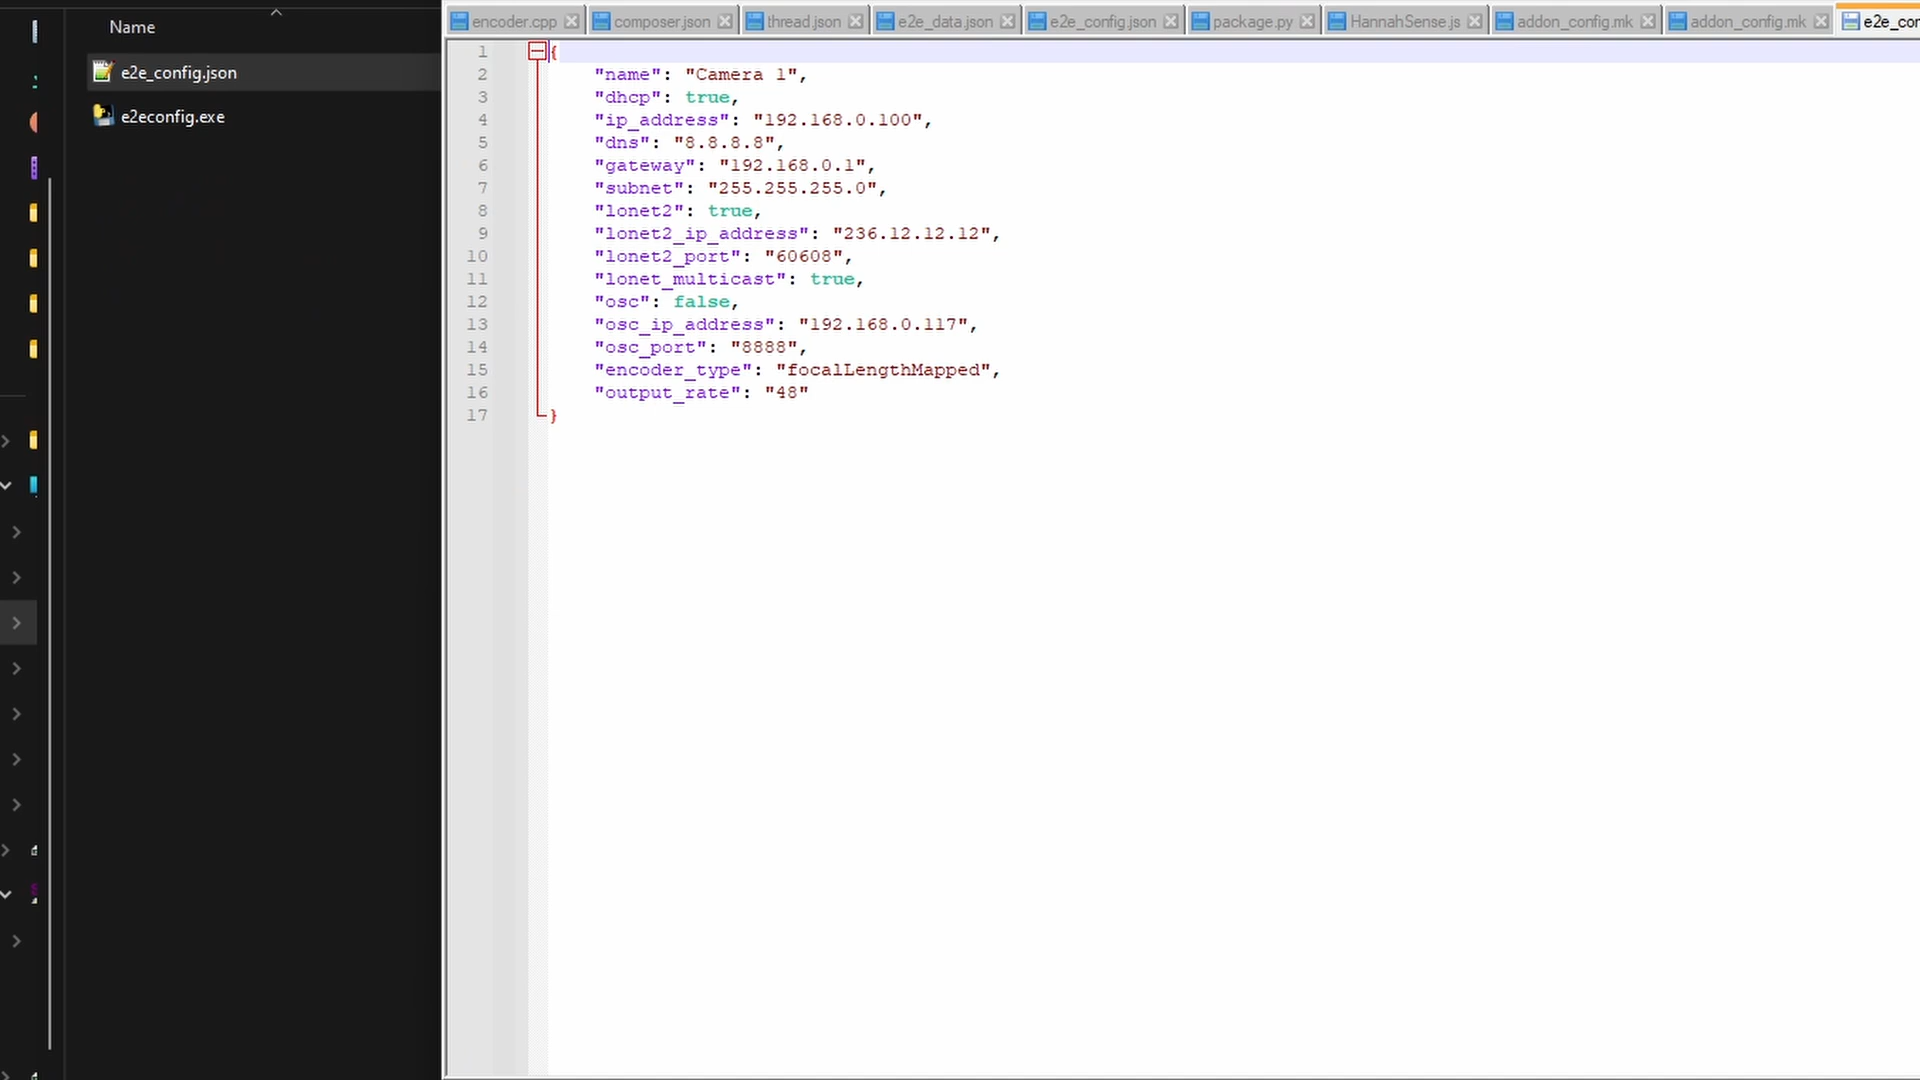 Name
e2e_config.json
e2econfig.exe
encoder.cpp composer.json thread.json e2e_data.json e2e_config.json package.py HannahSense.js addon_config.mk addon_config.mk e2e_con
1 {
2 "name": "Camera 1",
3 "dhcp": true,
4 "ip_address": "192.168.0.100",
5 "dns": "8.8.8.8",
6 "gateway": "192.168.0.1",
7 "subnet": "255.255.255.0",
8 "lonet2": true,
9 "lonet2_ip_address": "236.12.12.12",
10 "lonet2_port": "60608",
11 "lonet_multicast": true,
12 "osc": false,
13 "osc_ip_address": "192.168.0.117",
14 "osc_port": "8888",
15 "encoder_type": "focalLengthMapped",
16 "output_rate": "48"
17 }